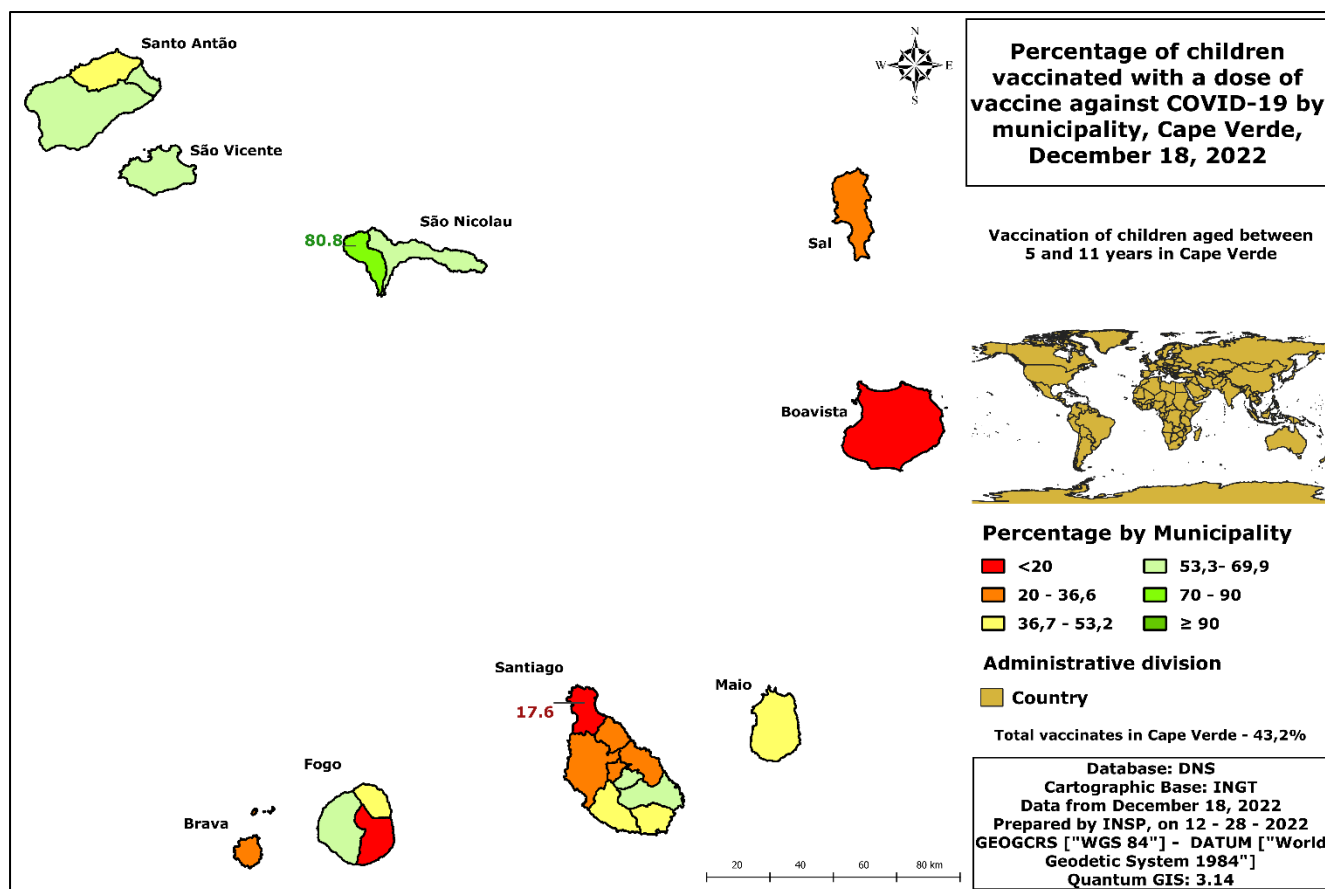 Santo Antão
São Vicente
80.8
São Nicolau
N
W
E
S
Sal
Boavista
Santiago
17.6
Maio
Fogo
Brava
20
40
60
80 km
Percentage of children
vaccinated with a dose of
vaccine against COVID-19 by
municipality, Cape Verde,
December 18, 2022
Vaccination of children aged between
5 and 11 years in Cape Verde
Percentage by Municipality
<20
20 - 36,6
36,7 - 53,2
53,3- 69,9
70 - 90
≥ 90
Administrative division
Country
Total vaccinates in Cape Verde - 43,2%
Database: DNS
Cartographic Base: INGT
Data from December 18, 2022
Prepared by INSP, on 12 - 28 - 2022
GEOGCRS ["WGS 84"] - DATUM ["World
Geodetic System 1984"]
Quantum GIS: 3.14